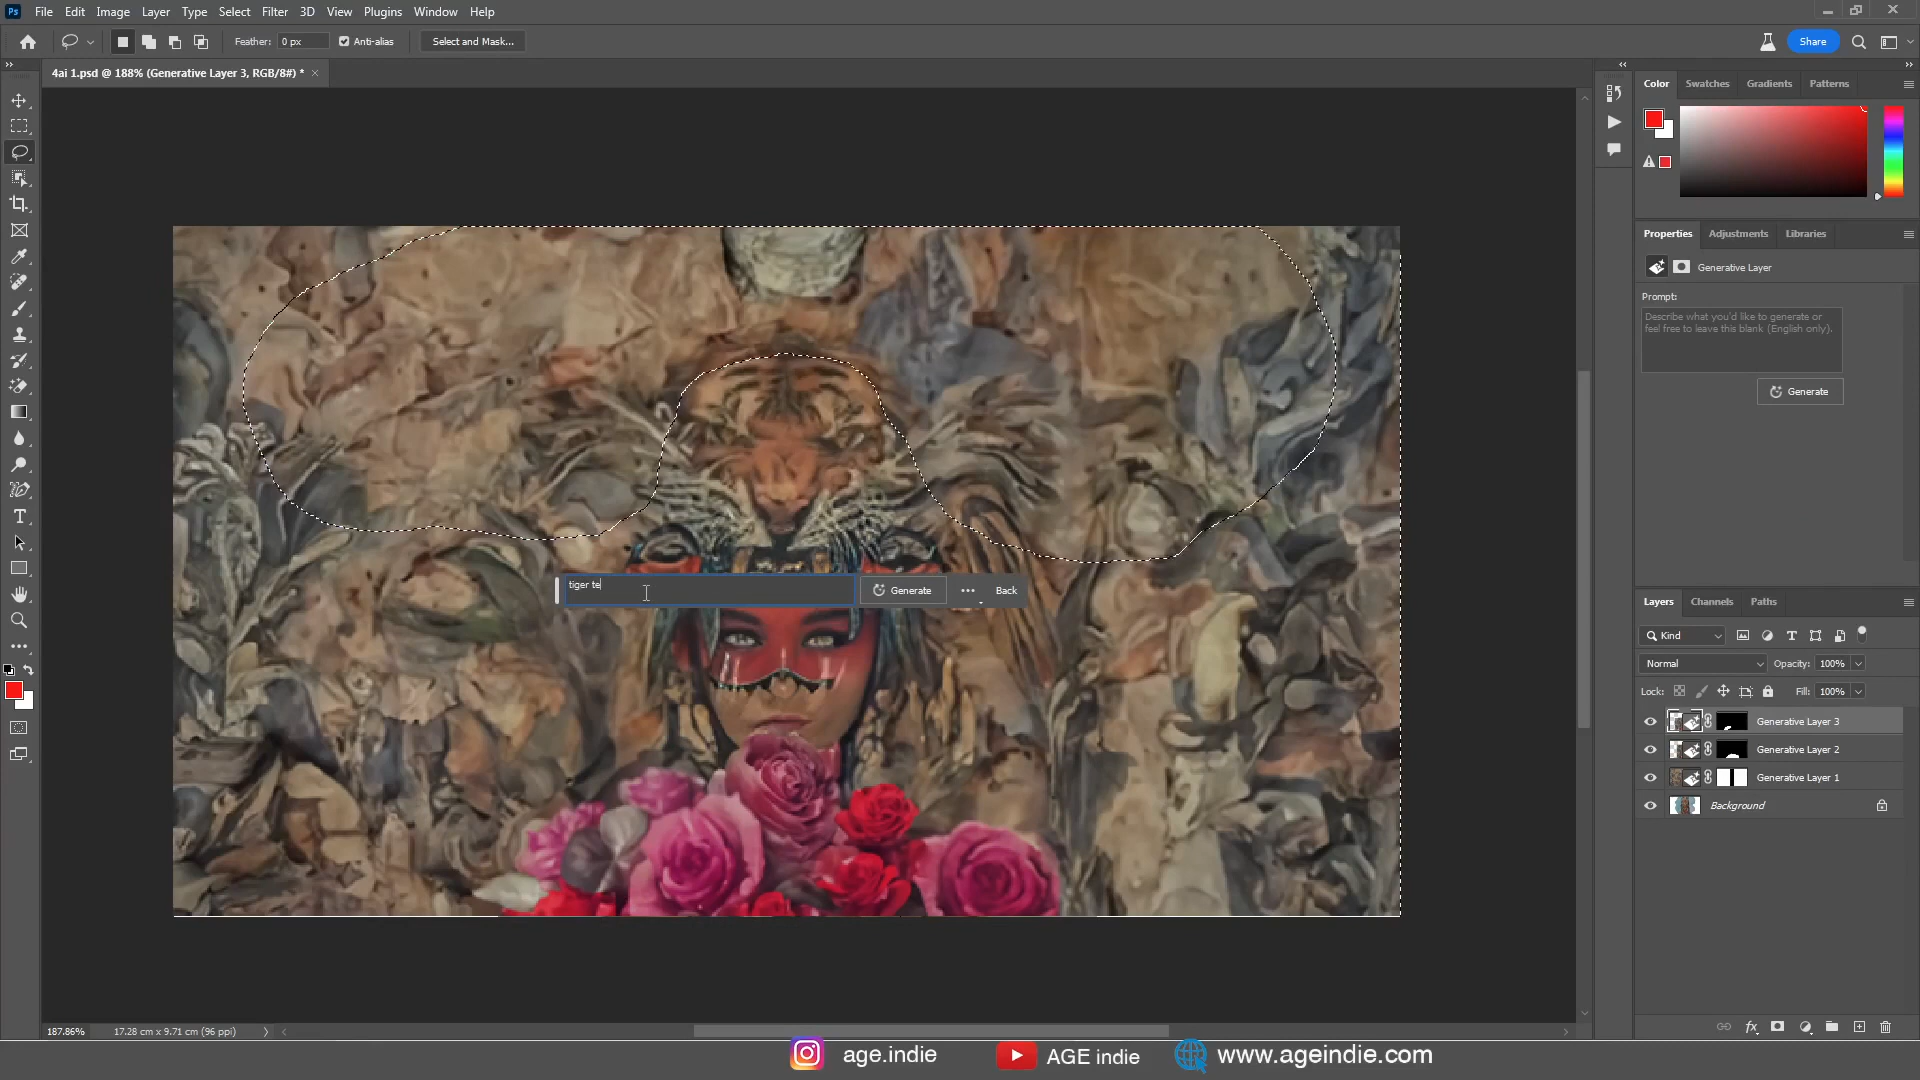 Ps File Edit Image Layer Type Select Filter 3D View Plugins Window Help
Feather: 0 px Anti-alias Select and Mask... Share
4ai 1.psd @ 188% (Generative Layer 3, RGB/8#) * ×
Color Swatches Gradients Patterns
Properties Adjustments Libraries
Generative Layer
Prompt:
Describe what you'd like to generate or
feel free to leave this blank (English only).
Generate
tiger te
Generate ••• Back
Layers Channels Paths
Kind
Normal Opacity: 100%
Lock: Fill: 100%
Generative Layer 3
Generative Layer 2
Generative Layer 1
Background
fx
187.86% 17.28 cm x 9.71 cm (96 ppi)
age.indie AGE indie www.ageindie.com